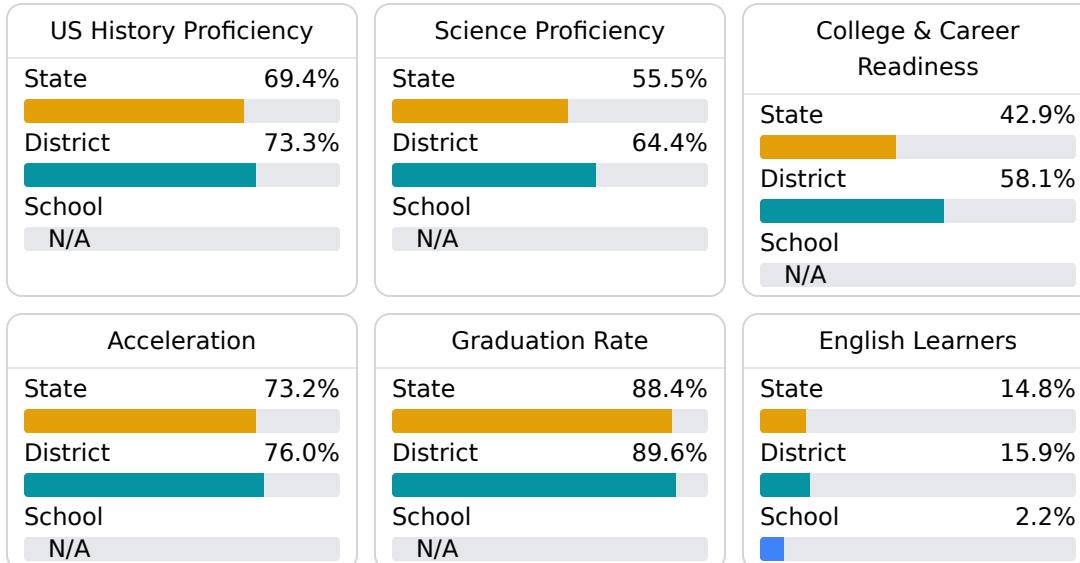 US History Proficiency
State 69.4%
District 73.3%
School
N/A
Science Proficiency
State 55.5%
District 64.4%
School
N/A
College & Career
Readiness
State 42.9%
District 58.1%
School
N/A
Acceleration
State 73.2%
District 76.0%
School
N/A
Graduation Rate
State 88.4%
District 89.6%
School
N/A
English Learners
State 14.8%
District 15.9%
School 2.2%